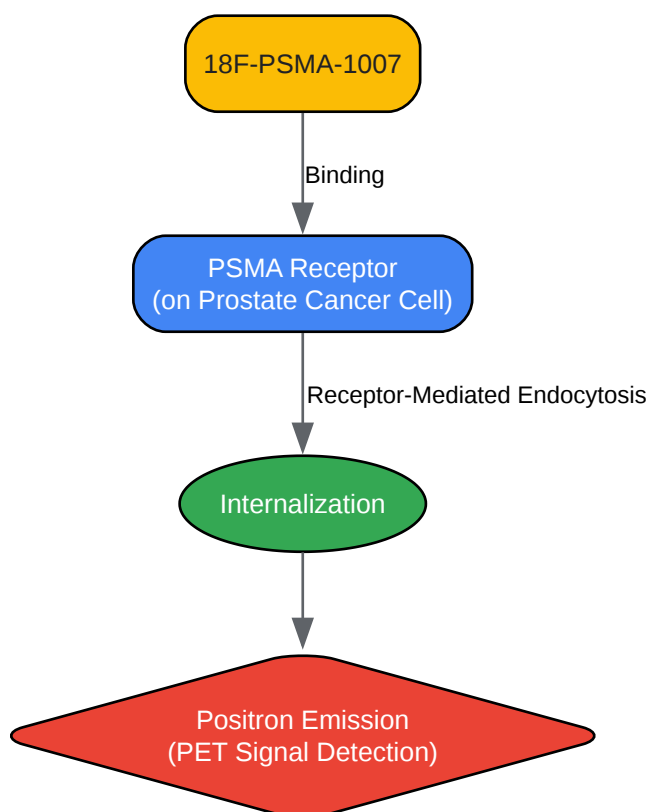 18F-PSMA-1007
Binding
PSMA Receptor
(on Prostate Cancer Cell)
Receptor-Mediated Endocytosis
Internalization
Positron Emission
(PET Signal Detection)